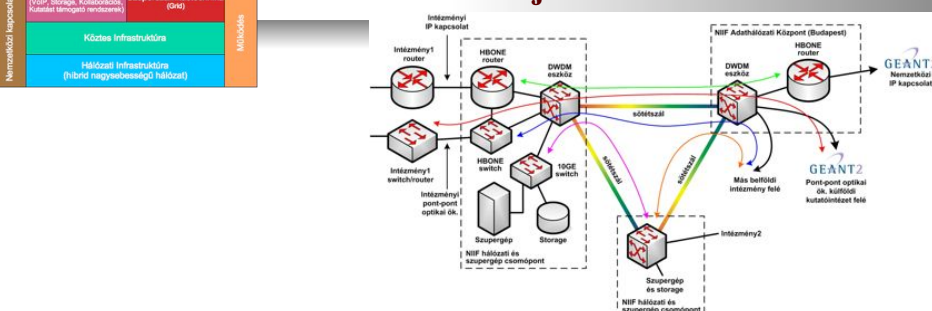 (VoIP, Storage, Kollaborációs,
Kutatást támogató rendszerek)
(Grid)
Köztes Infrastruktúra
Hálózati Infrastruktúra
(hibrid nagysebességű hálózat)
Működés
Intézményi
IP kapcsolat
Intézmény1
router
HBONE
router
DWDM
eszköz
sötétszál
NIIF Adathálózati Központ (Budapest)
HBONE
router
DWDM
eszköz
Nemzetközi
IP kapcsolat
Intézmény1
switch/router
HBONE
switch
10GE
switch
sötétszál
sötétszál
GEANT2
Más belföldi
intézmény felé
Pont-pont optikai
ök. külföldi
kutatóintézet felé
Intézményi
pont-pont
optikai ök.
Szupergép
Storage
NIIF hálózati és
szupergép csomópont
Intézmény2
Szupergép
és storage
NIIF hálózati és
szupergép csomópont